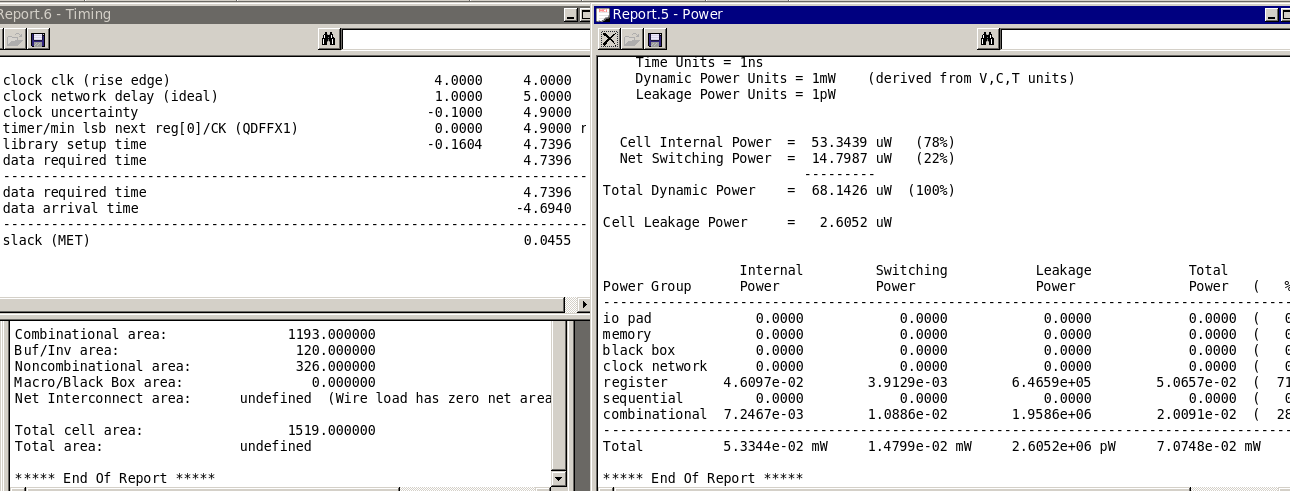 Report.6 - Timing
clock clk (rise edge) 4.0000 4.0000
clock network delay (ideal) 1.0000 5.0000
clock uncertainty -0.1000 4.9000
timer/min lsb next reg[0]/CK (QDFFX1) 0.0000 4.9000 r
library setup time -0.1604 4.7396
data required time 4.7396
--------------------------------------------------------------------------
data required time 4.7396
data arrival time -4.6940
--------------------------------------------------------------------------
slack (MET) 0.0455
Combinational area: 1193.000000
Buf/Inv area: 120.000000
Noncombinational area: 326.000000
Macro/Black Box area: 0.000000
Net Interconnect area: undefined (Wire load has zero net area
Total cell area: 1519.000000
Total area: undefined
***** End Of Report *****
Report.5 - Power
Time Units = 1ns
Dynamic Power Units = 1mW (derived from V,C,T units)
Leakage Power Units = 1pW
Cell Internal Power = 53.3439 uW (78%)
Net Switching Power = 14.7987 uW (22%)
---------
Total Dynamic Power = 68.1426 uW (100%)
Cell Leakage Power = 2.6052 uW
Internal Switching Leakage Total
Power Group Power Power Power Power ( %
--------------------------------------------------------------------------------------
io pad 0.0000 0.0000 0.0000 0.0000 ( 0
memory 0.0000 0.0000 0.0000 0.0000 ( 0
black box 0.0000 0.0000 0.0000 0.0000 ( 0
clock network 0.0000 0.0000 0.0000 0.0000 ( 0
register 4.6097e-02 3.9129e-03 6.4659e+05 5.0657e-02 ( 71
sequential 0.0000 0.0000 0.0000 0.0000 ( 0
combinational 7.2467e-03 1.0886e-02 1.9586e+06 2.0091e-02 ( 28
--------------------------------------------------------------------------------------
Total 5.3344e-02 mW 1.4799e-02 mW 2.6052e+06 pW 7.0748e-02 mW
***** End Of Report *****